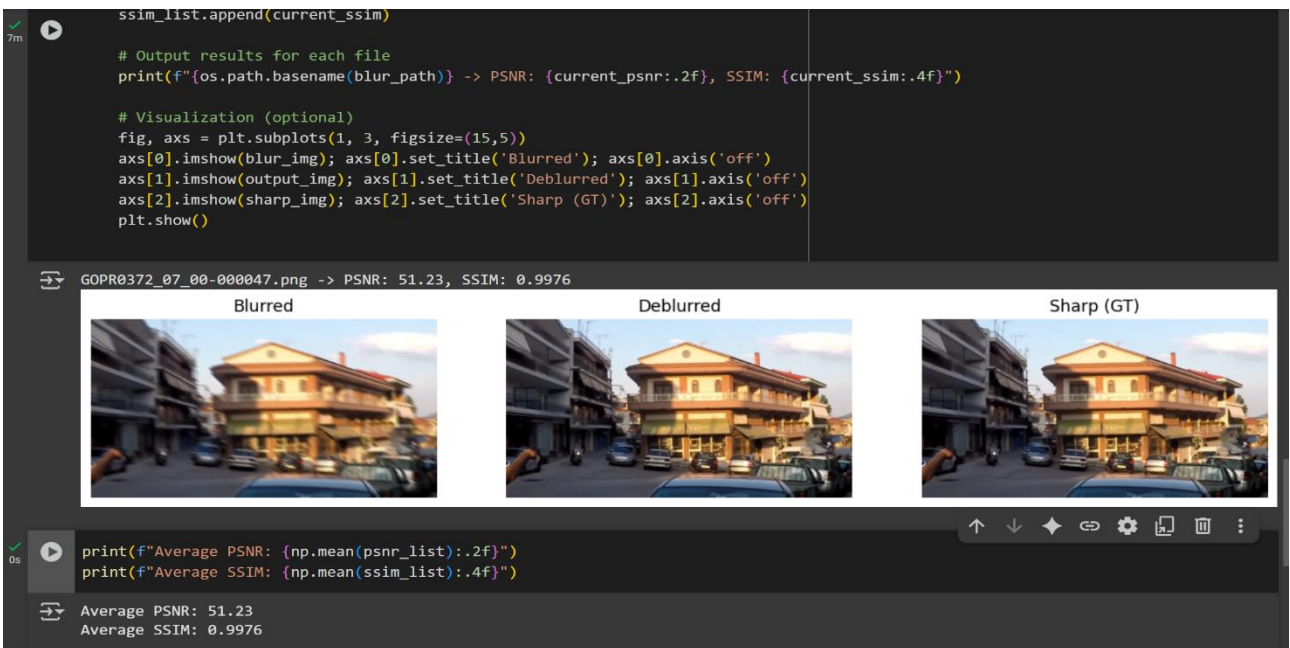 ssim_list.append(current_ssim)
7m
# Output results for each file
print(f"{os.path.basename(blur_path)} -> PSNR: {current_psnr:.2f}, SSIM: {current_ssim:.4f}")
# Visualization (optional)
fig, axs = plt.subplots(1, 3, figsize=(15,5))
axs[0].imshow(blur_img); axs[0].set_title('Blurred'); axs[0].axis('off')
axs[1].imshow(output_img); axs[1].set_title('Deblurred'); axs[1].axis('off')
axs[2].imshow(sharp_img); axs[2].set_title('Sharp (GT)'); axs[2].axis('off')
plt.show()
GOPR0372_07_00-000047.png -> PSNR: 51.23, SSIM: 0.9976
Blurred Deblurred Sharp (GT)
0s
print(f"Average PSNR: {np.mean(psnr_list):.2f}")
print(f"Average SSIM: {np.mean(ssim_list):.4f}")
Average PSNR: 51.23
Average SSIM: 0.9976